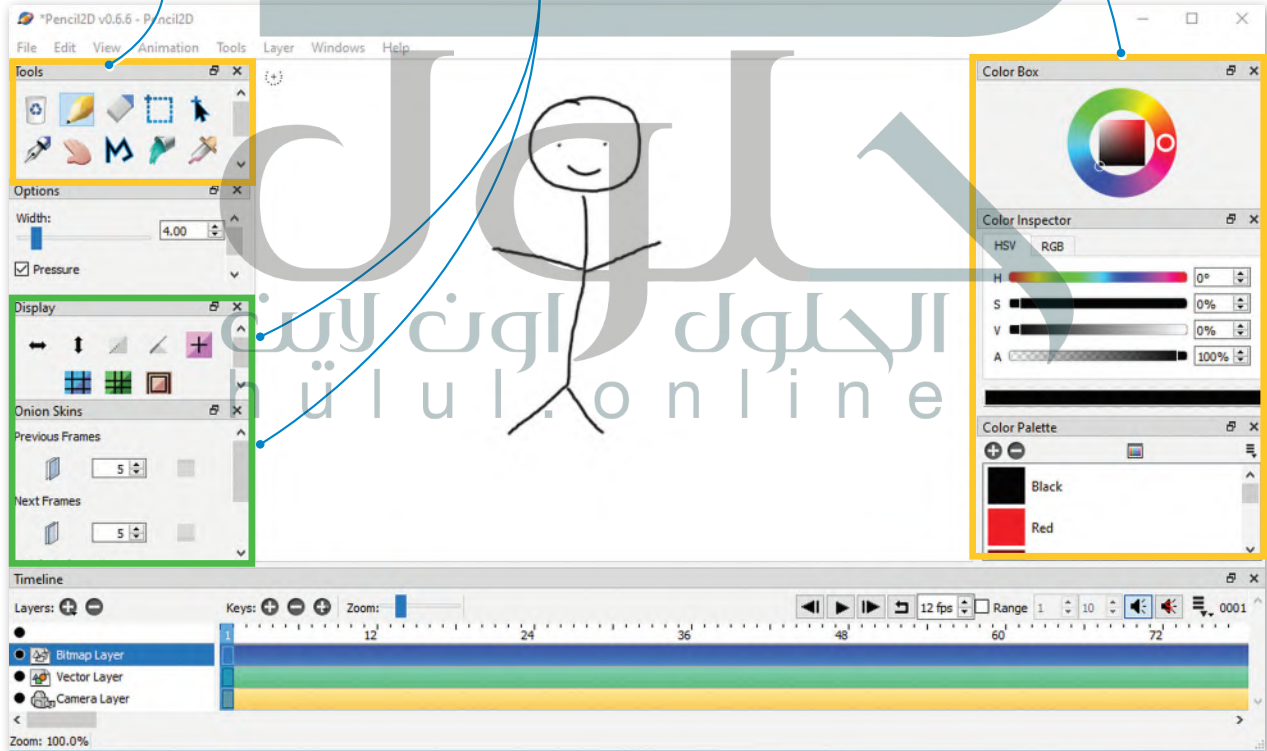 *Pencil2D v0.6.6 - Pencil2D
File Edit View Animation Tools Layer Windows Help
Tools
Options
Width:
4.00
Pressure
Display
Onion Skins
Previous Frames
5
Next Frames
5
حلول
الحلول اون لاين
hülul.online
Color Box
Color Inspector
HSV RGB
H 0°
S 0%
V 0%
A 100%
Color Palette
Black
Red
Timeline
Layers: Keys: Zoom: 12 fps Range 1 10 0001
1 12 24 36 48 60 72
Bitmap Layer
Vector Layer
Camera Layer
Zoom: 100.0%